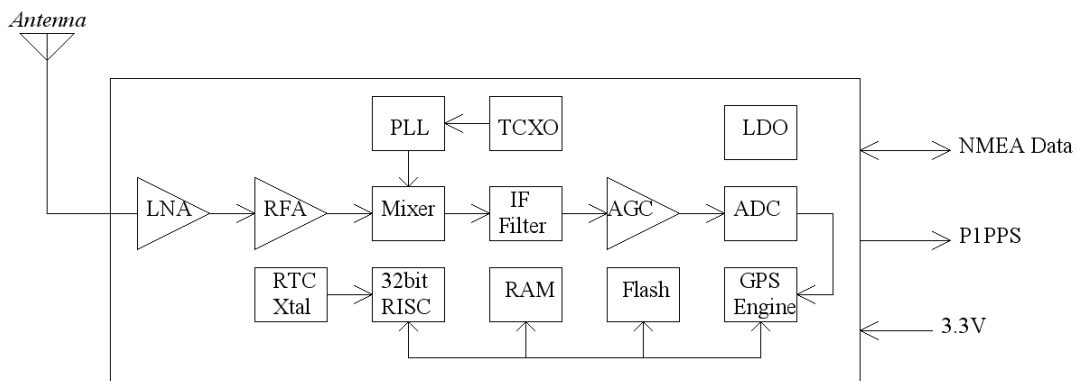 Antenna
PLL
TCXO
LDO
NMEA Data
LNA
RFA
Mixer
IF
Filter
AGC
ADC
P1PPS
RTC
Xtal
32bit
RISC
RAM
Flash
GPS
Engine
3.3V